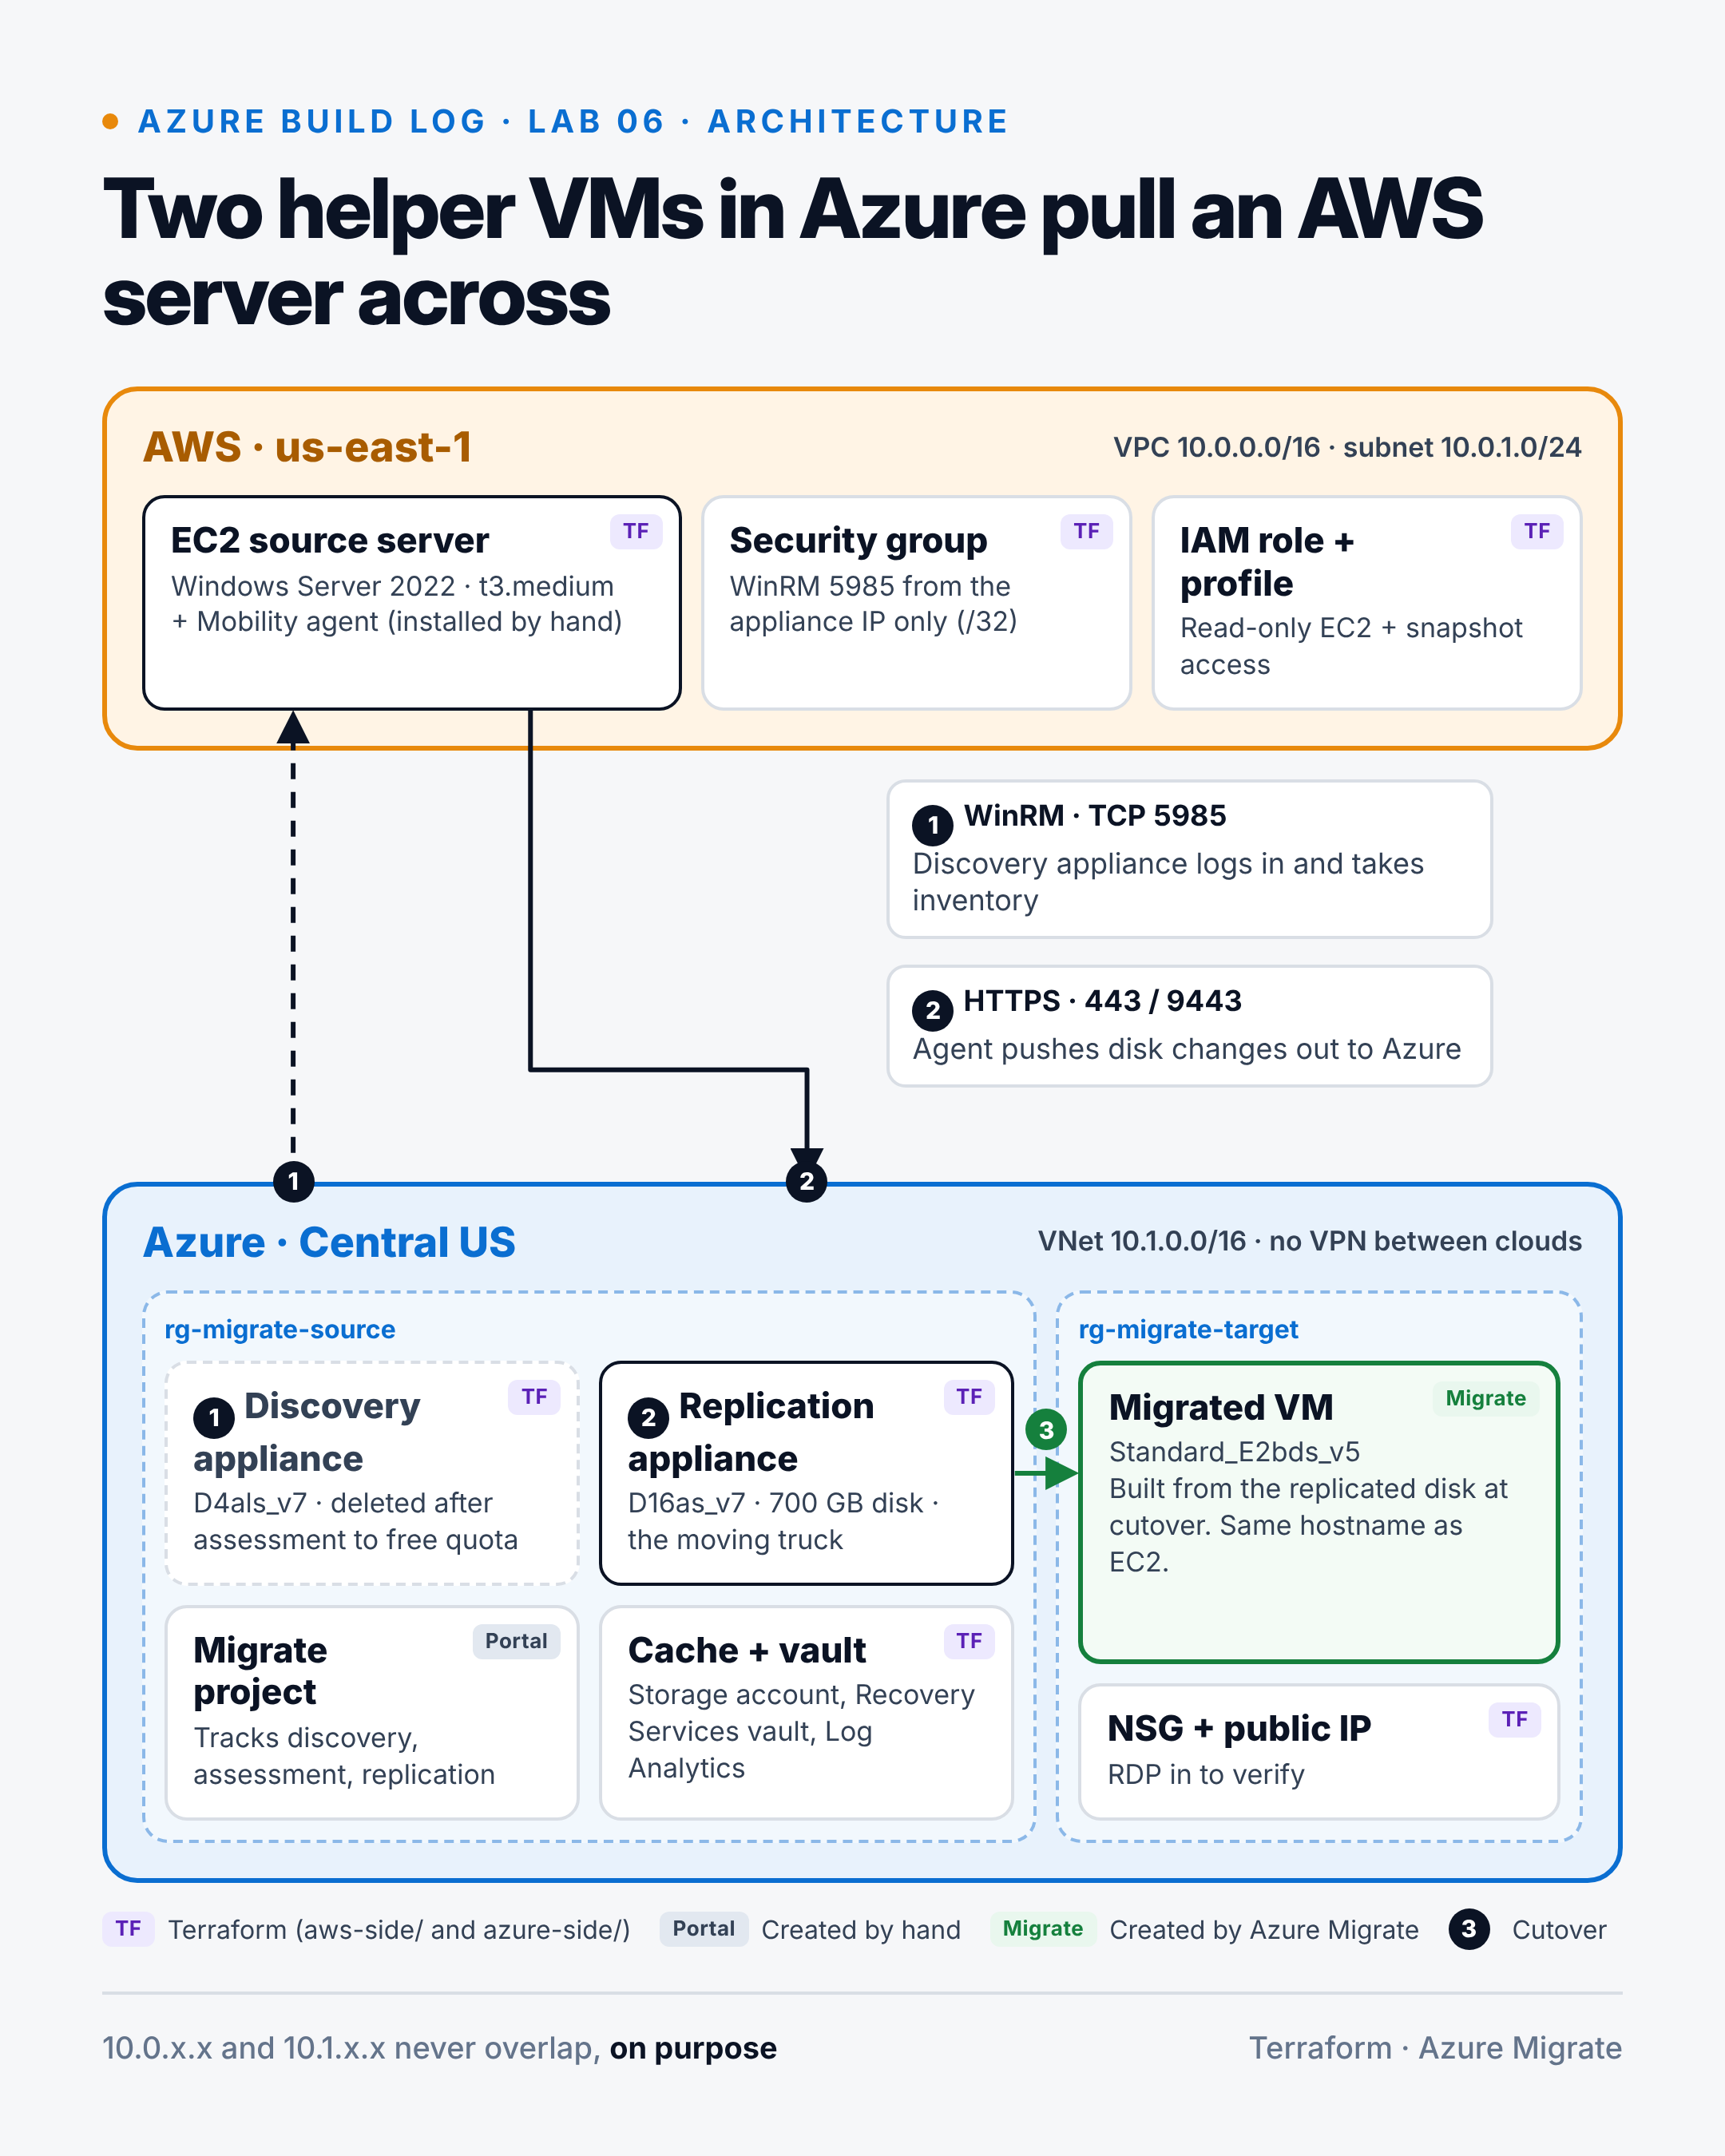 AZURE BUILD LOG · LAB 06 · ARCHITECTURE
Two helper VMs in Azure pull an AWS
server across
AWS · us-east-1
VPC 10.0.0.0/16 · subnet 10.0.1.0/24
EC2 source server
TF
Windows Server 2022 · t3.medium
+ Mobility agent (installed by hand)
Security group
TF
WinRM 5985 from the
appliance IP only (/32)
IAM role +
profile
TF
Read-only EC2 + snapshot
access
1 WinRM · TCP 5985
Discovery appliance logs in and takes
inventory
2 HTTPS · 443 / 9443
Agent pushes disk changes out to Azure
1
2
Azure · Central US
VNet 10.1.0.0/16 · no VPN between clouds
rg-migrate-source
1 Discovery
appliance
TF
D4als_v7 · deleted after
assessment to free quota
2 Replication
appliance
TF
D16as_v7 · 700 GB disk ·
the moving truck
Migrate
project
Portal
Tracks discovery,
assessment, replication
Cache + vault
TF
Storage account, Recovery
Services vault, Log
Analytics
3
rg-migrate-target
Migrated VM
Migrate
Standard_E2bds_v5
Built from the replicated disk at
cutover. Same hostname as
EC2.
NSG + public IP
TF
RDP in to verify
TF Terraform (aws-side/ and azure-side/) Portal Created by hand Migrate Created by Azure Migrate 3 Cutover
10.0.x.x and 10.1.x.x never overlap, on purpose
Terraform · Azure Migrate